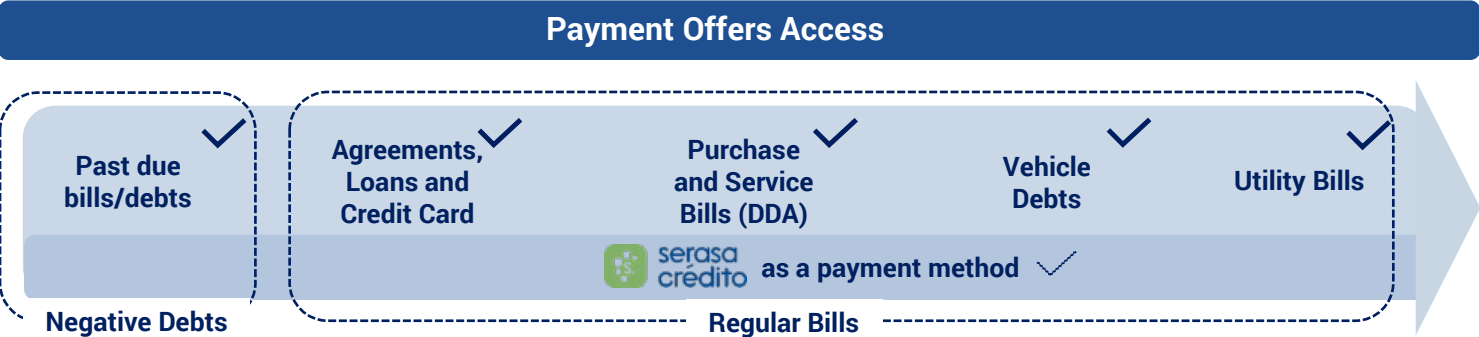 Payment Offers Access
Past due
bills/debts
Agreements,
Loans and
Credit Card
Purchase
and Service
Bills (DDA)
Vehicle
Debts
Utility Bills
serasa
crédito as a payment method
Negative Debts
Regular Bills